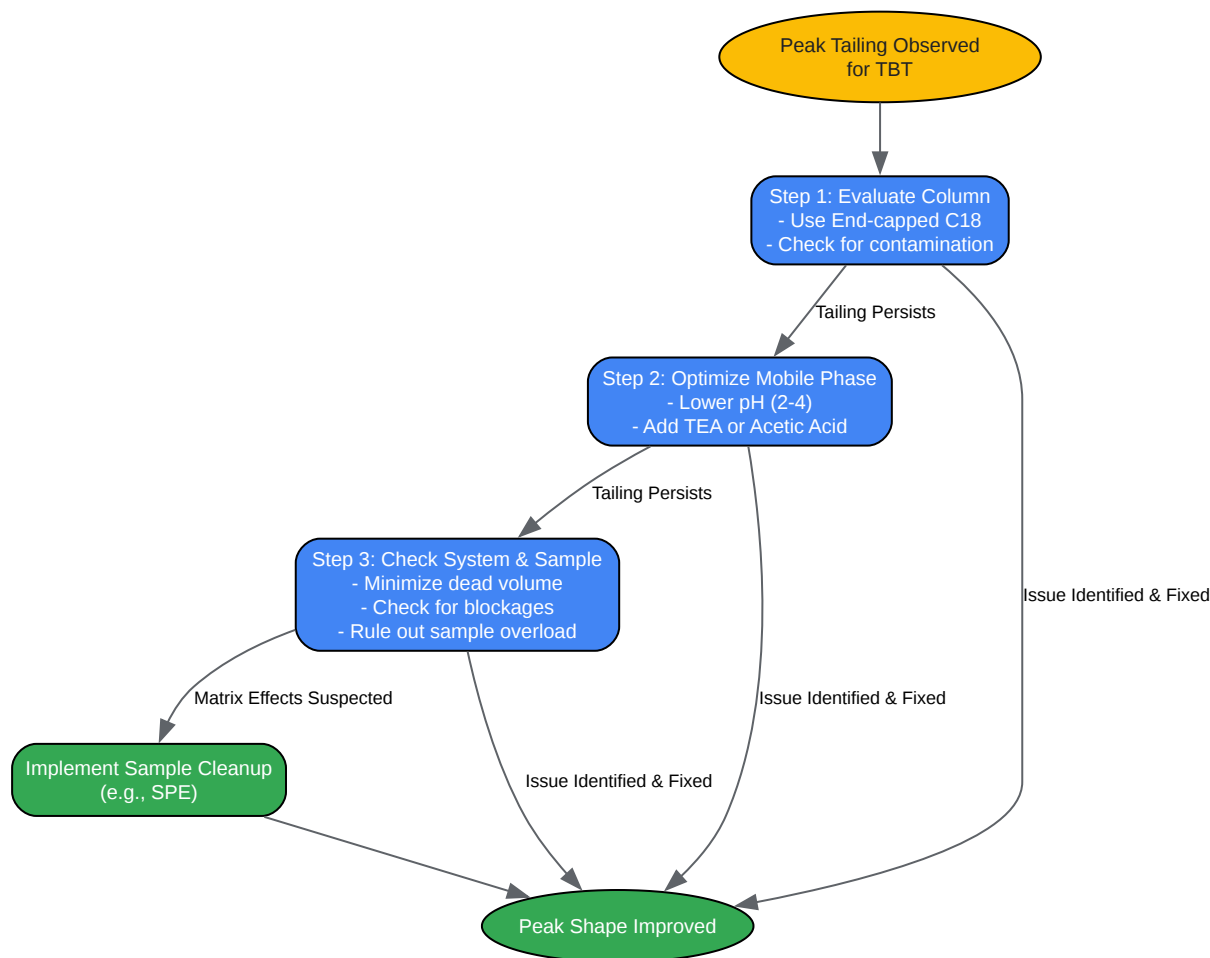 Peak Tailing Observed
for TBT
Step 1: Evaluate Column
- Use End-capped C18
- Check for contamination
Tailing Persists
Step 2: Optimize Mobile Phase
- Lower pH (2-4)
- Add TEA or Acetic Acid
Tailing Persists
Step 3: Check System & Sample
- Minimize dead volume
- Check for blockages
- Rule out sample overload
Issue Identified & Fixed
Matrix Effects Suspected
Issue Identified & Fixed
Implement Sample Cleanup
(e.g., SPE)
Issue Identified & Fixed
Peak Shape Improved